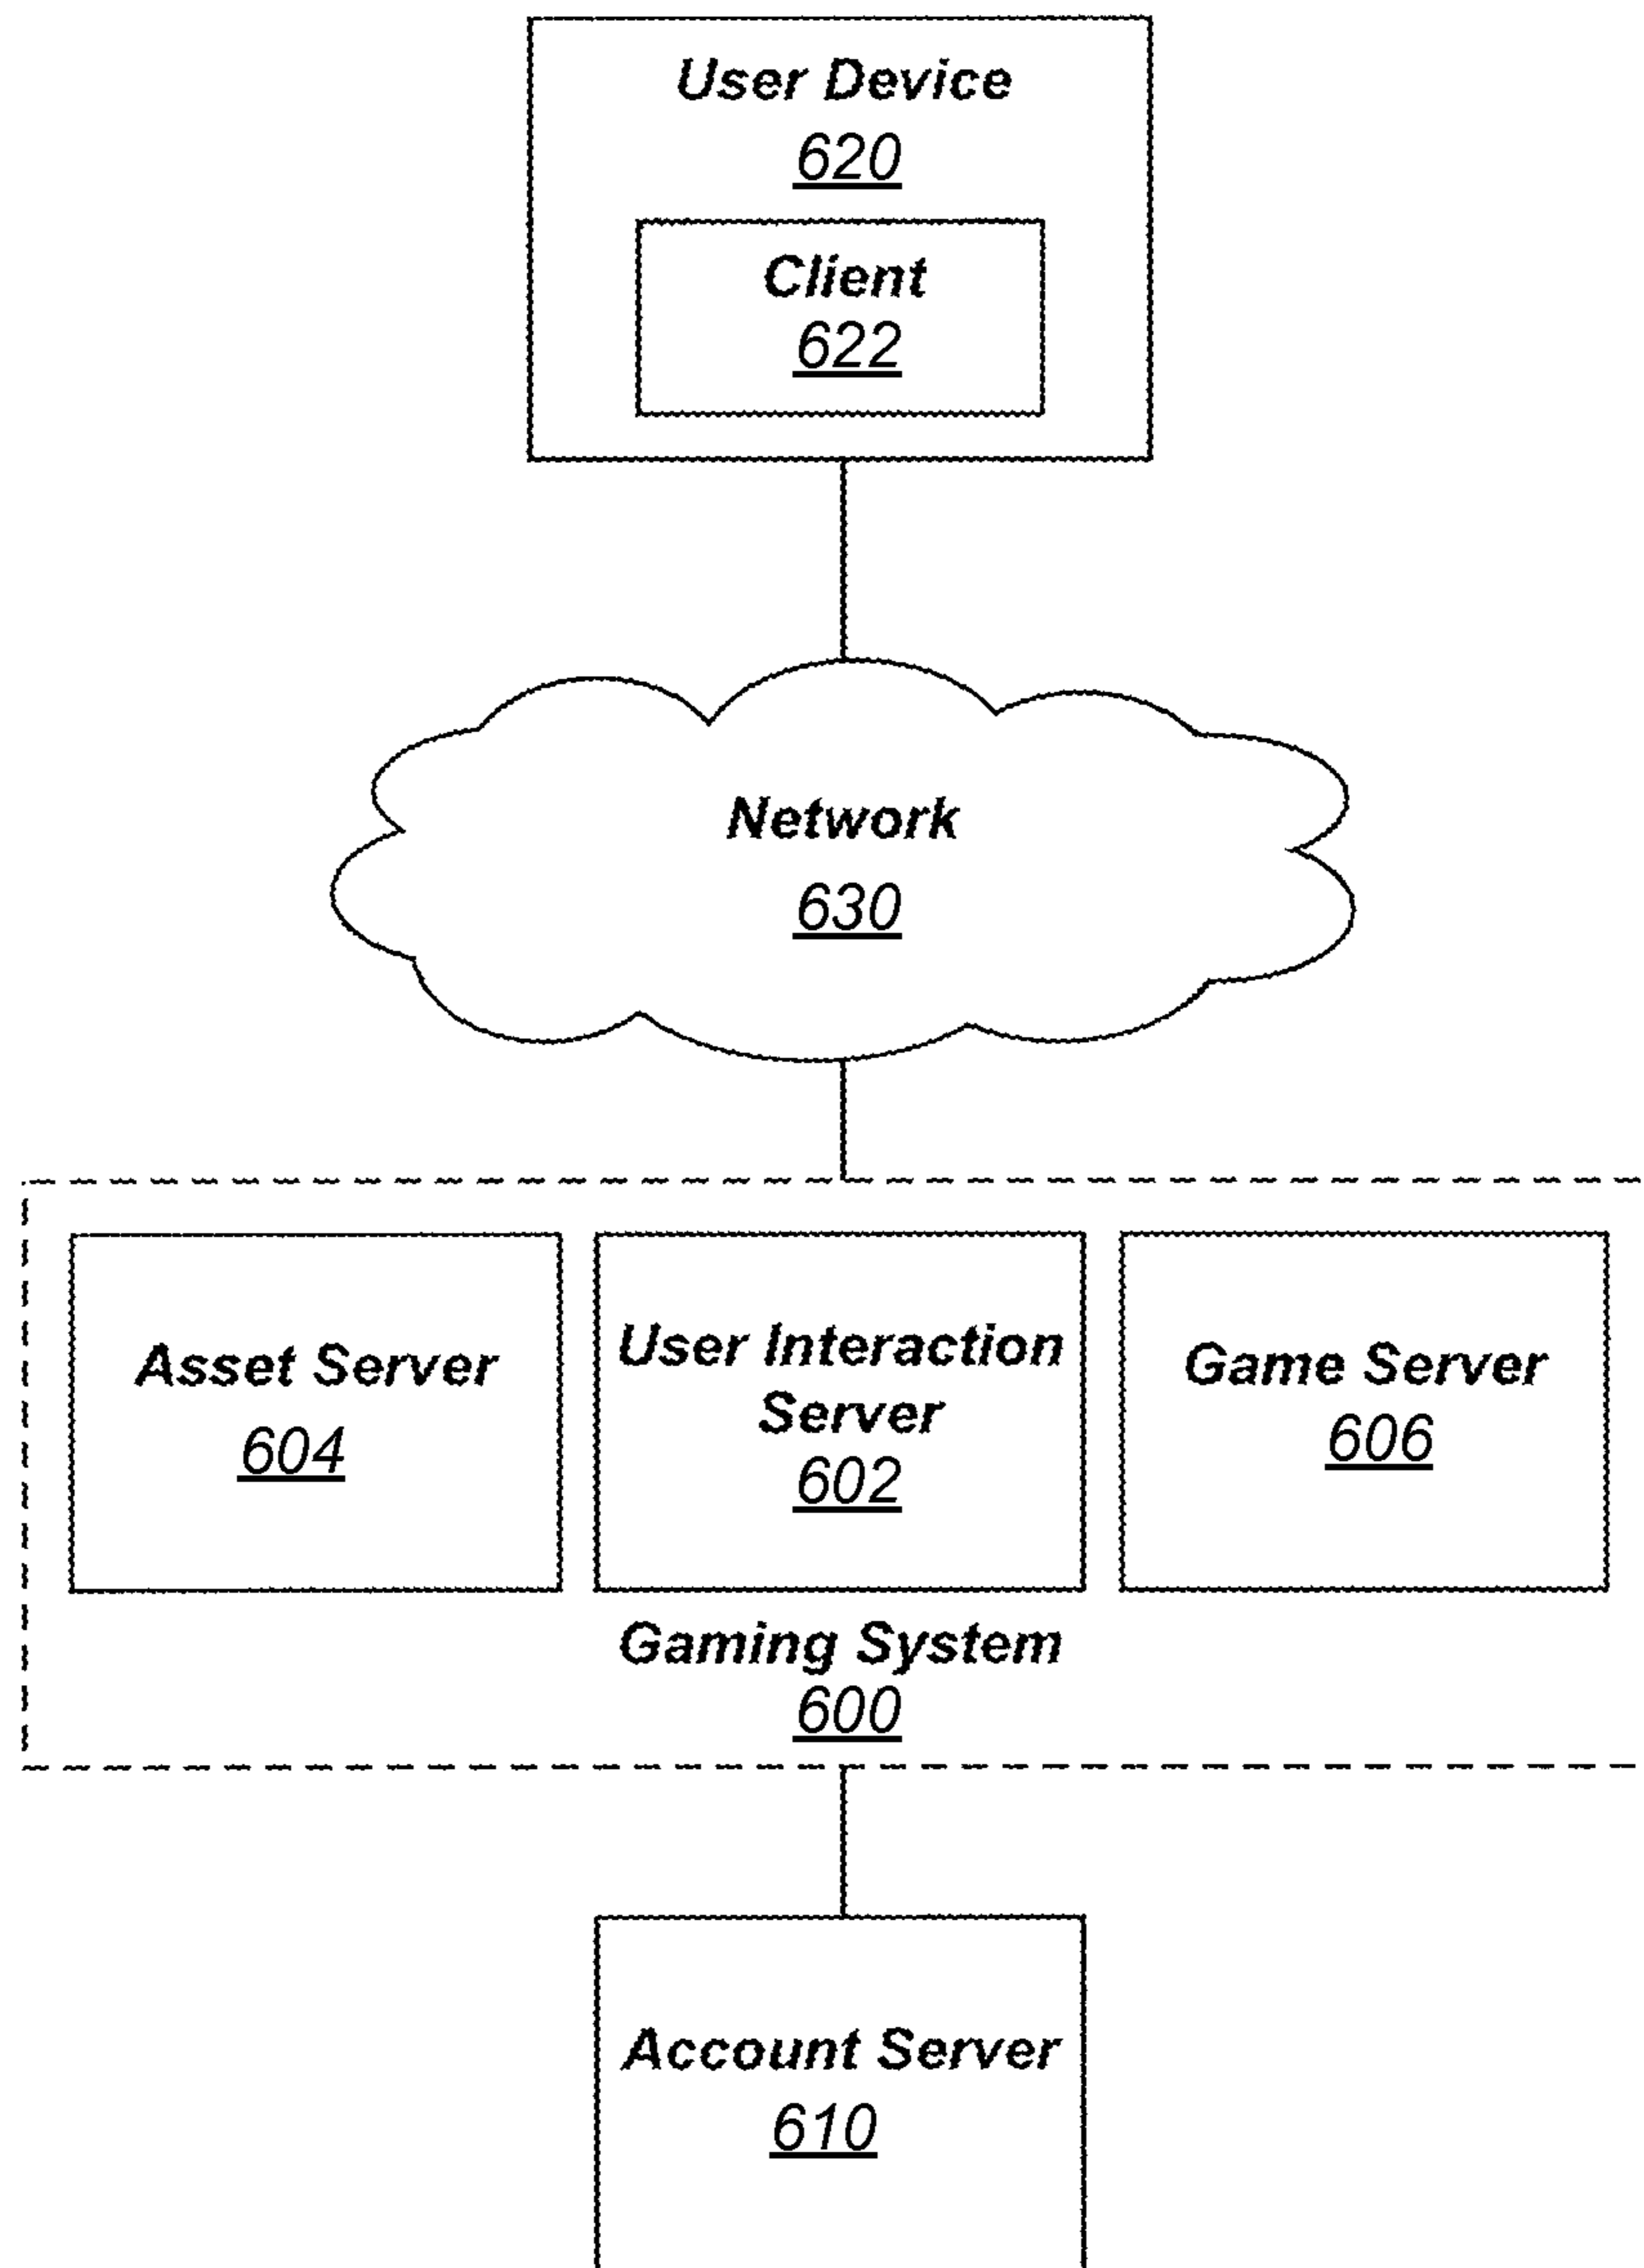 User Device
620
Client
622
Network
630
Asset Server
604
User Interaction
Server
602
Game Server
606
Gaming System
600
Account Server
610